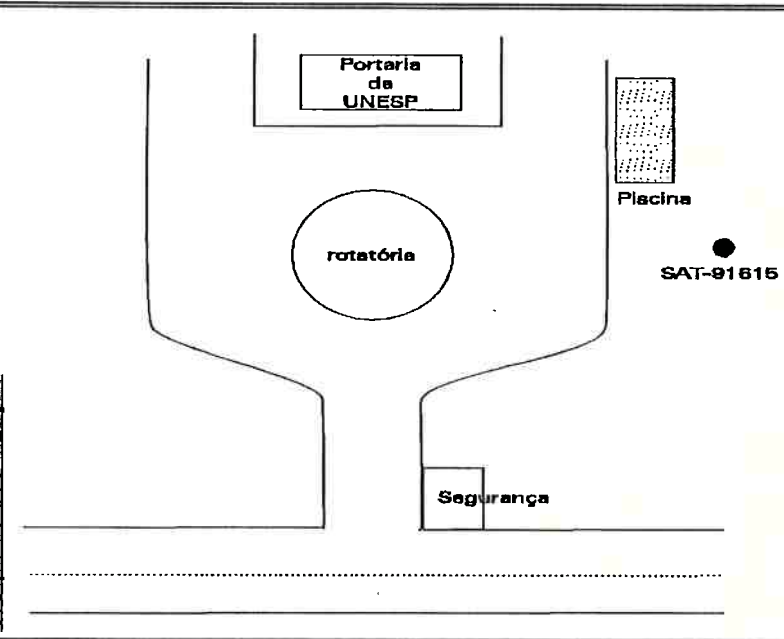 Portaria
da
UNESP
Piscina
rotatória
SAT-91615
Segurança